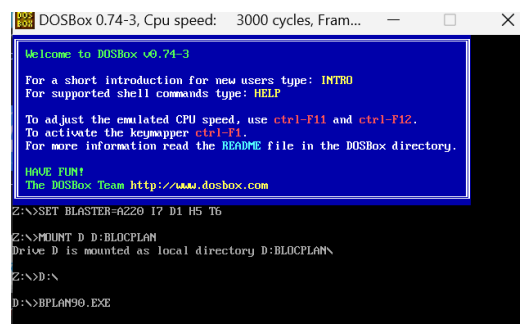 DOSBox 0.74-3, Cpu speed: 3000 cycles, Fram...
Welcome to DOSBox v0.74-3
For a short introduction for new users type: INTRO
For supported shell commands type: HELP
To adjust the emulated CPU speed, use ctrl-F11 and ctrl-F12.
To activate the keymapper ctrl-F1.
For more information read the README file in the DOSBox directory.
HAVE FUN!
The DOSBox Team http://www.dosbox.com
Z:\>SET BLASTER=A220 I7 D1 H5 T6
Z:\>MOUNT D D:BLOCPLAN
Drive D is mounted as local directory D:BLOCPLAN\
Z:\>D:\
D:\>BPLAN90.EXE